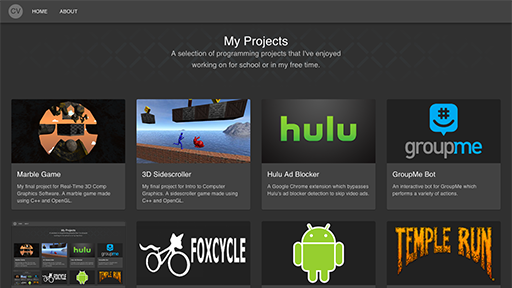 CV HOME ABOUT
My Projects
A selection of programming projects that I've enjoyed
working on for school or in my free time.
hulu
groupme
Marble Game
My final project for Real-Time 3D Comp
Graphics Software. A marble game made
using C++ and OpenGL.
3D Sidescroller
My final project for Intro to Computer
Graphics. A sidescroller game made using
C++ and OpenGL.
Hulu Ad Blocker
A Google Chrome extension which bypasses
Hulu's ad blocker detection to skip video ads.
GroupMe Bot
An interactive bot for GroupMe which
performs a variety of actions.
My Projects
hulu
groupme
FOXCYCLE
TEMPLE RUN
FOXCYCLE
TEMPLE RUN